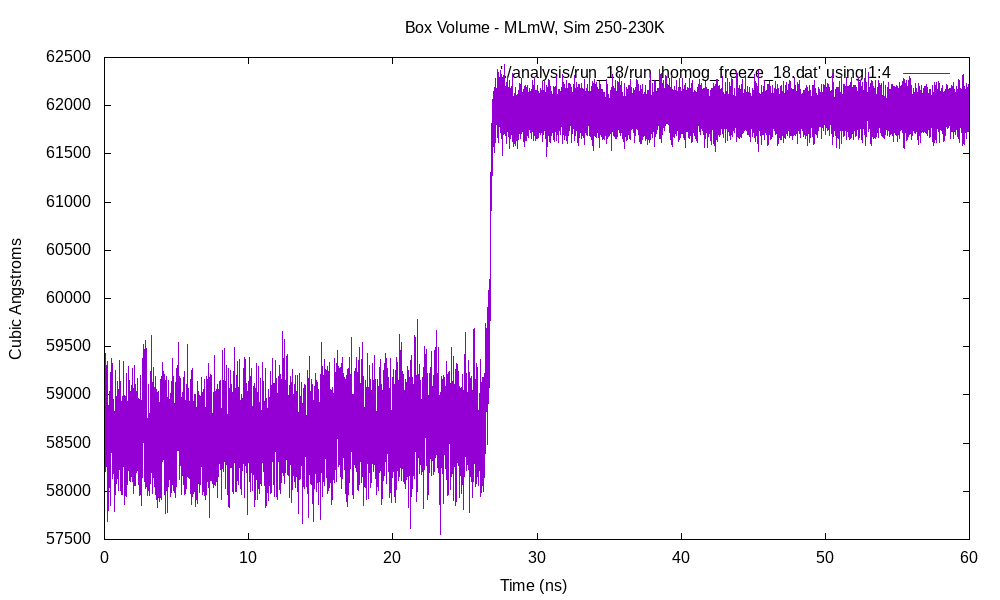 Box Volume - MLmW, Sim 250-230K
'./analysis/run_18/run_homog_freeze_18.dat' using 1:4
62500
62000
61500
61000
60500
60000
59500
59000
58500
58000
57500
Cubic Angstroms
0 10 20 30 40 50 60
Time (ns)